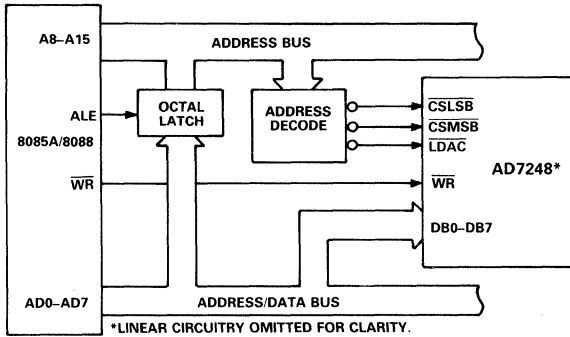 A8–A15
ADDRESS BUS
ALE
OCTAL
LATCH
ADDRESS
DECODE
CSLSB
CSMSB
LDAC
8085A/8088
AD7248*
WR
WR
DB0–DB7
AD0–AD7
ADDRESS/DATA BUS
*LINEAR CIRCUITRY OMITTED FOR CLARITY.